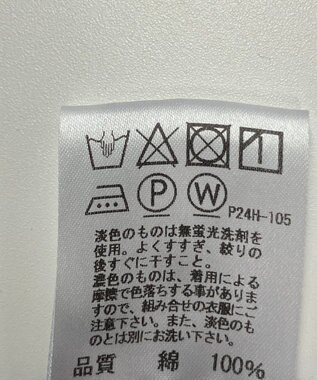 P W P24H-105
淡色のものは無蛍光洗剤を
使用。よくすすぎ、絞りの
後すぐに干すこと。
濃色のものは、着用による
摩擦で色落ちする事がありま
すので、組み合せの衣服にご
注意下さい。また、淡色のも
のとは別にお洗い下さい。
品質 綿 100%